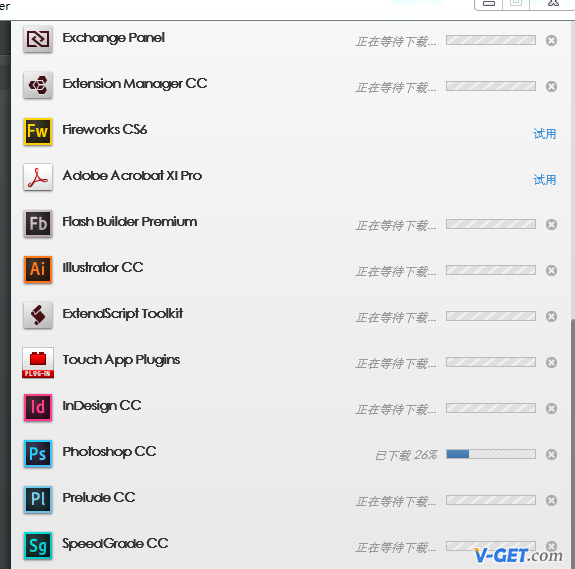 er
Exchange Panel 正在等待下载...
Extension Manager CC 正在等待下载...
Fw Fireworks CS6 试用
Adobe Acrobat XI Pro 试用
Fb Flash Builder Premium 正在等待下载...
Ai Illustrator CC 正在等待下载...
ExtendScript Toolkit 正在等待下载...
PLUG-IN Touch App Plugins 正在等待下载...
Id InDesign CC 正在等待下载...
Ps Photoshop CC 已下载 26%
Pl Prelude CC 正在等待下载...
Sg SpeedGrade CC 正在等待下载...
V-GET.com